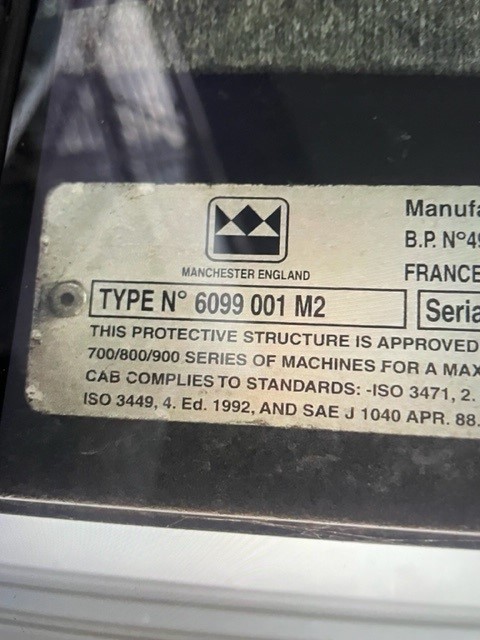 Manufa
B.P. N°49
MANCHESTER ENGLAND
FRANCE
TYPE N° 6099 001 M2
Seria
THIS PROTECTIVE STRUCTURE IS APPROVED
700/800/900 SERIES OF MACHINES FOR A MAX
CAB COMPLIES TO STANDARDS: -ISO 3471, 2.
ISO 3449, 4. Ed. 1992, AND SAE J 1040 APR. 88.